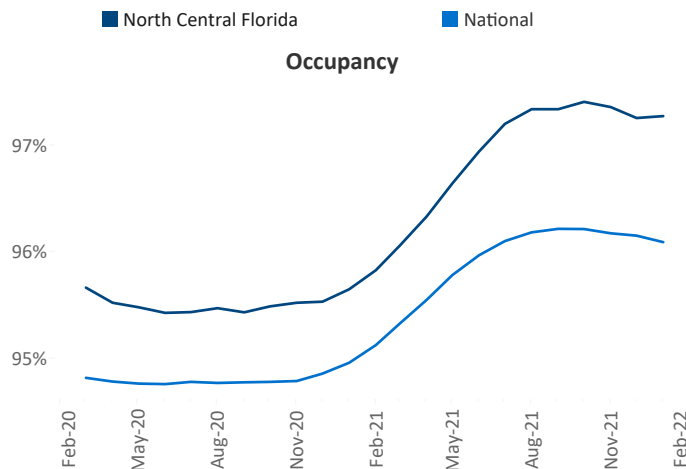 North Central Florida
National
Occupancy
97%
96%
95%
Feb-20
May-20
Aug-20
Nov-20
Feb-21
May-21
Aug-21
Nov-21
Feb-22